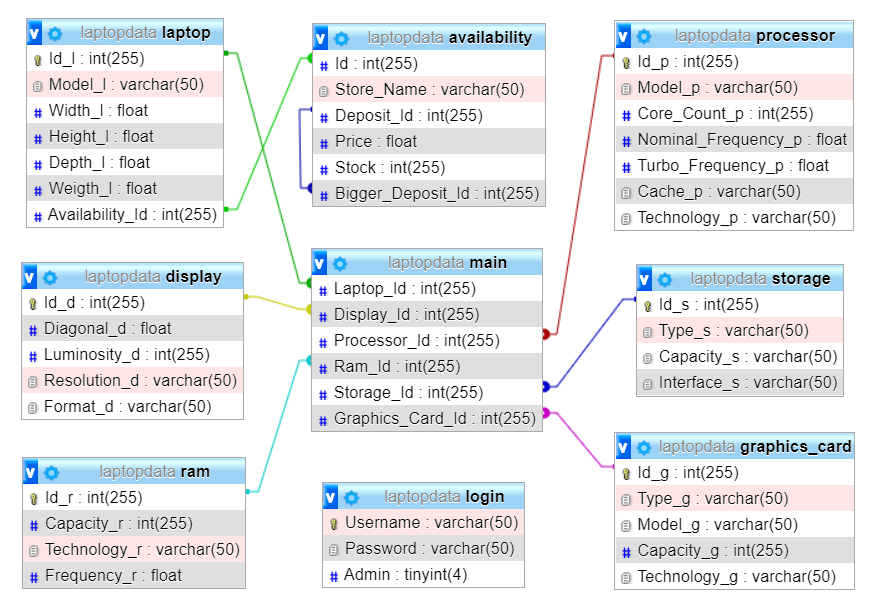 laptopdata laptop
Id_l : int(255)
Model_l : varchar(50)
Width_l : float
Height_l : float
Depth_l : float
Weigth_l : float
Availability_Id : int(255)
laptopdata availability
Id : int(255)
Store_Name : varchar(50)
Deposit_Id : int(255)
Price : float
Stock : int(255)
Bigger_Deposit_Id : int(255)
laptopdata processor
Id_p : int(255)
Model_p : varchar(50)
Core_Count_p : int(255)
Nominal_Frequency_p : float
Turbo_Frequency_p : float
Cache_p : varchar(50)
Technology_p : varchar(50)
laptopdata display
Id_d : int(255)
Diagonal_d : float
Luminosity_d : int(255)
Resolution_d : varchar(50)
Format_d : varchar(50)
laptopdata main
Laptop_Id : int(255)
Display_Id : int(255)
Processor_Id : int(255)
Ram_Id : int(255)
Storage_Id : int(255)
Graphics_Card_Id : int(255)
laptopdata storage
Id_s : int(255)
Type_s : varchar(50)
Capacity_s : varchar(50)
Interface_s : varchar(50)
laptopdata ram
Id_r : int(255)
Capacity_r : int(255)
Technology_r : varchar(50)
Frequency_r : float
laptopdata login
Username : varchar(50)
Password : varchar(50)
Admin : tinyint(4)
laptopdata graphics_card
Id_g : int(255)
Type_g : varchar(50)
Model_g : varchar(50)
Capacity_g : int(255)
Technology_g : varchar(50)